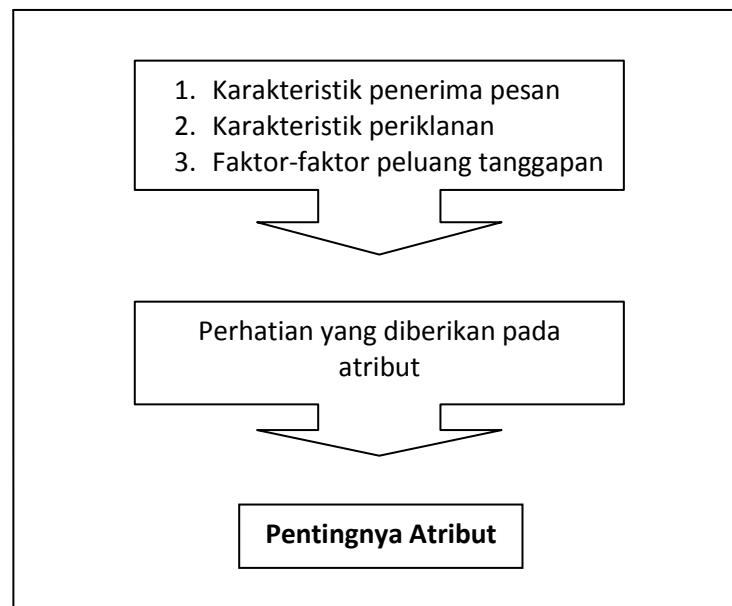 1. Karakteristik penerima pesan
2. Karakteristik periklanan
3. Faktor-faktor peluang tanggapan
Perhatian yang diberikan pada
atribut
Pentingnya Atribut